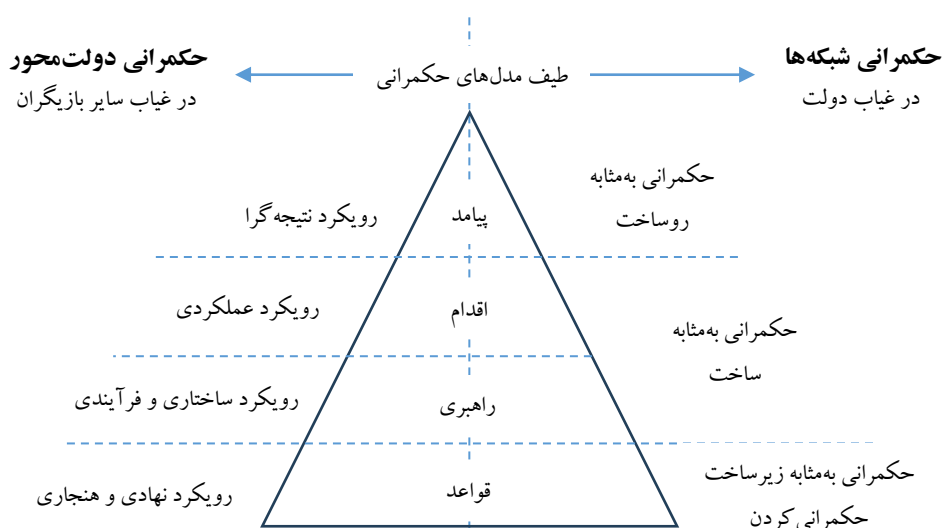 حکمرانی شبکه‌ها
در غیاب دولت
طیف مدل‌های حکمرانی
حکمرانی دولت‌محور
در غیاب سایر بازیگران
حکمرانی به‌مثابه
روساخت
پیامد
رویکرد نتیجه‌گرا
حکمرانی به‌مثابه
ساخت
اقدام
رویکرد عملکردی
راهبری
رویکرد ساختاری و فرآیندی
حکمرانی به‌مثابه زیرساخت
حکمرانی‌کردن
قواعد
رویکرد نهادی و هنجاری